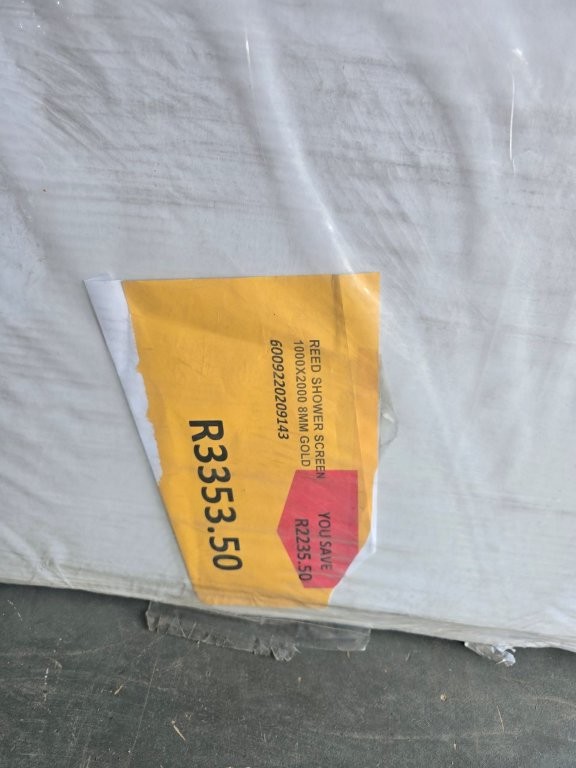 REED SHOWER SCREEN
1000X2000 8MM GOLD
6009220209143
YOU SAVE
R2235.50
R3353.50